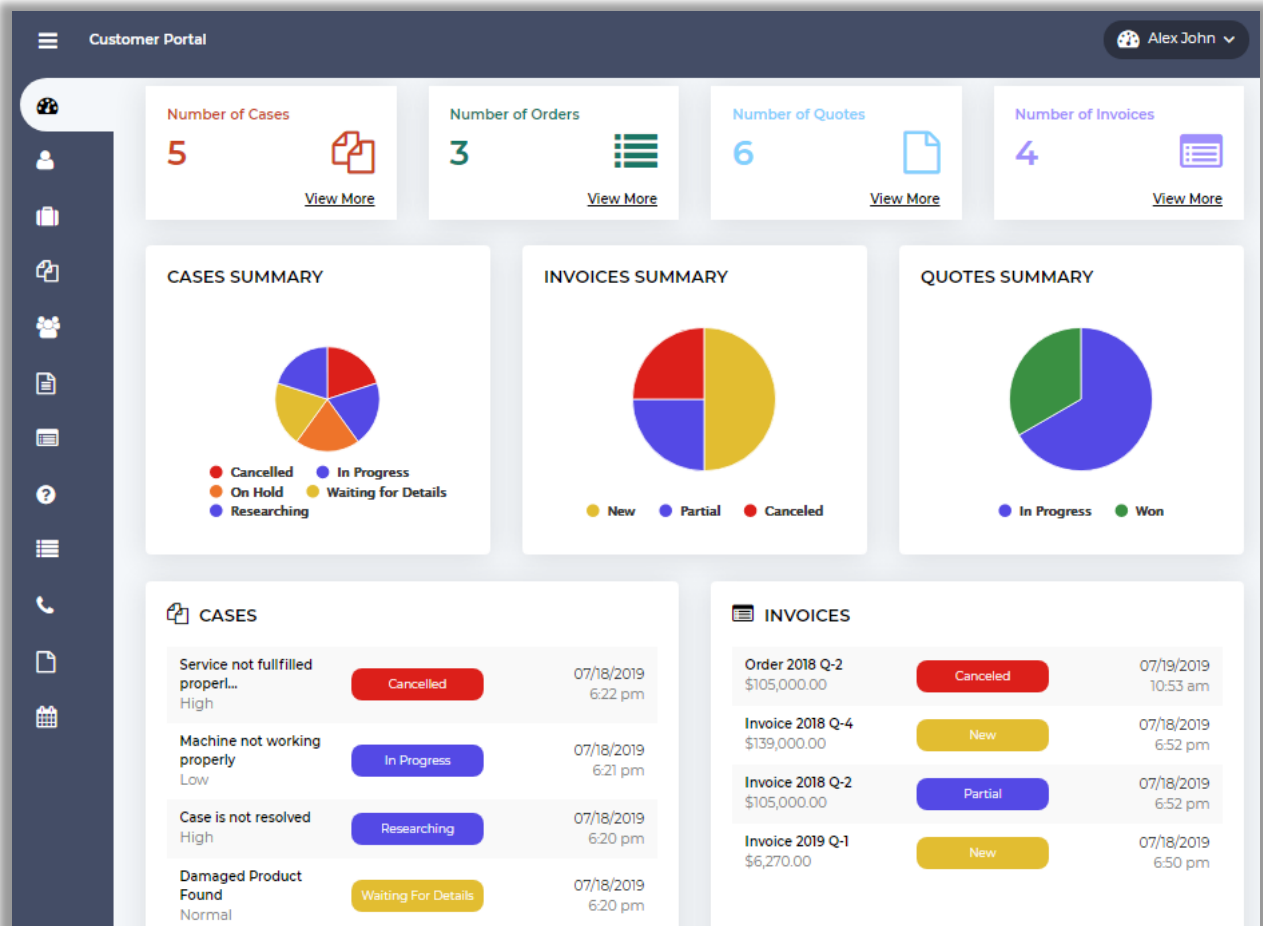 Customer Portal
Alex John
Number of Cases
5
View More
Number of Orders
3
View More
Number of Quotes
6
View More
Number of Invoices
4
View More
CASES SUMMARY
Cancelled In Progress
On Hold Waiting for Details
Researching
INVOICES SUMMARY
New Partial Canceled
QUOTES SUMMARY
In Progress Won
CASES
Service not fullfilled
properl...
High
Cancelled
07/18/2019
6:22 pm
Machine not working
properly
Low
In Progress
07/18/2019
6:21 pm
Case is not resolved
High
Researching
07/18/2019
6:20 pm
Damaged Product
Found
Normal
Waiting For Details
07/18/2019
6:20 pm
INVOICES
Order 2018 Q-2
$105,000.00
Canceled
07/19/2019
10:53 am
Invoice 2018 Q-4
$139,000.00
New
07/18/2019
6:52 pm
Invoice 2018 Q-2
$105,000.00
Partial
07/18/2019
6:52 pm
Invoice 2019 Q-1
$6,270.00
New
07/18/2019
6:50 pm